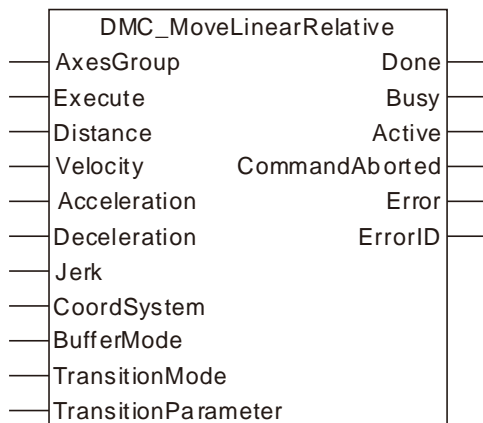 DMC_MoveLinearRelative
AxesGroup Done
Execute Busy
Distance Active
Velocity CommandAborted
Acceleration Error
Deceleration ErrorID
Jerk
CoordSystem
BufferMode
TransitionMode
TransitionParameter